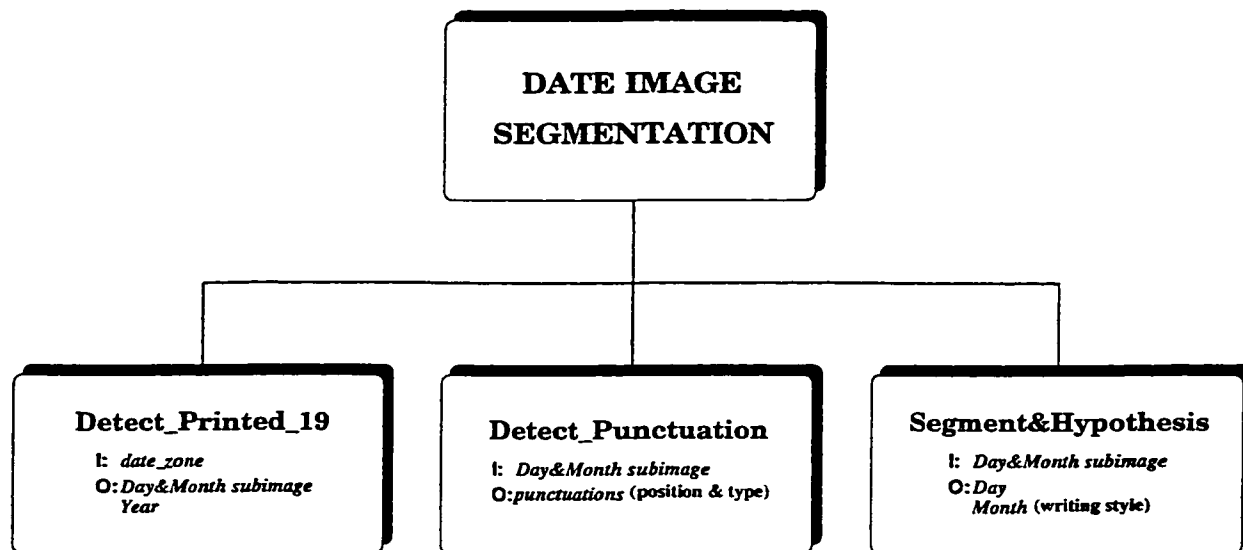 DATE IMAGE
SEGMENTATION
Detect_Printed_19
I: date_zone
O: Day&Month subimage
Year
Detect_Punctuation
I: Day&Month subimage
O: punctuations (position & type)
Segment&Hypothesis
I: Day&Month subimage
O: Day
Month (writing style)